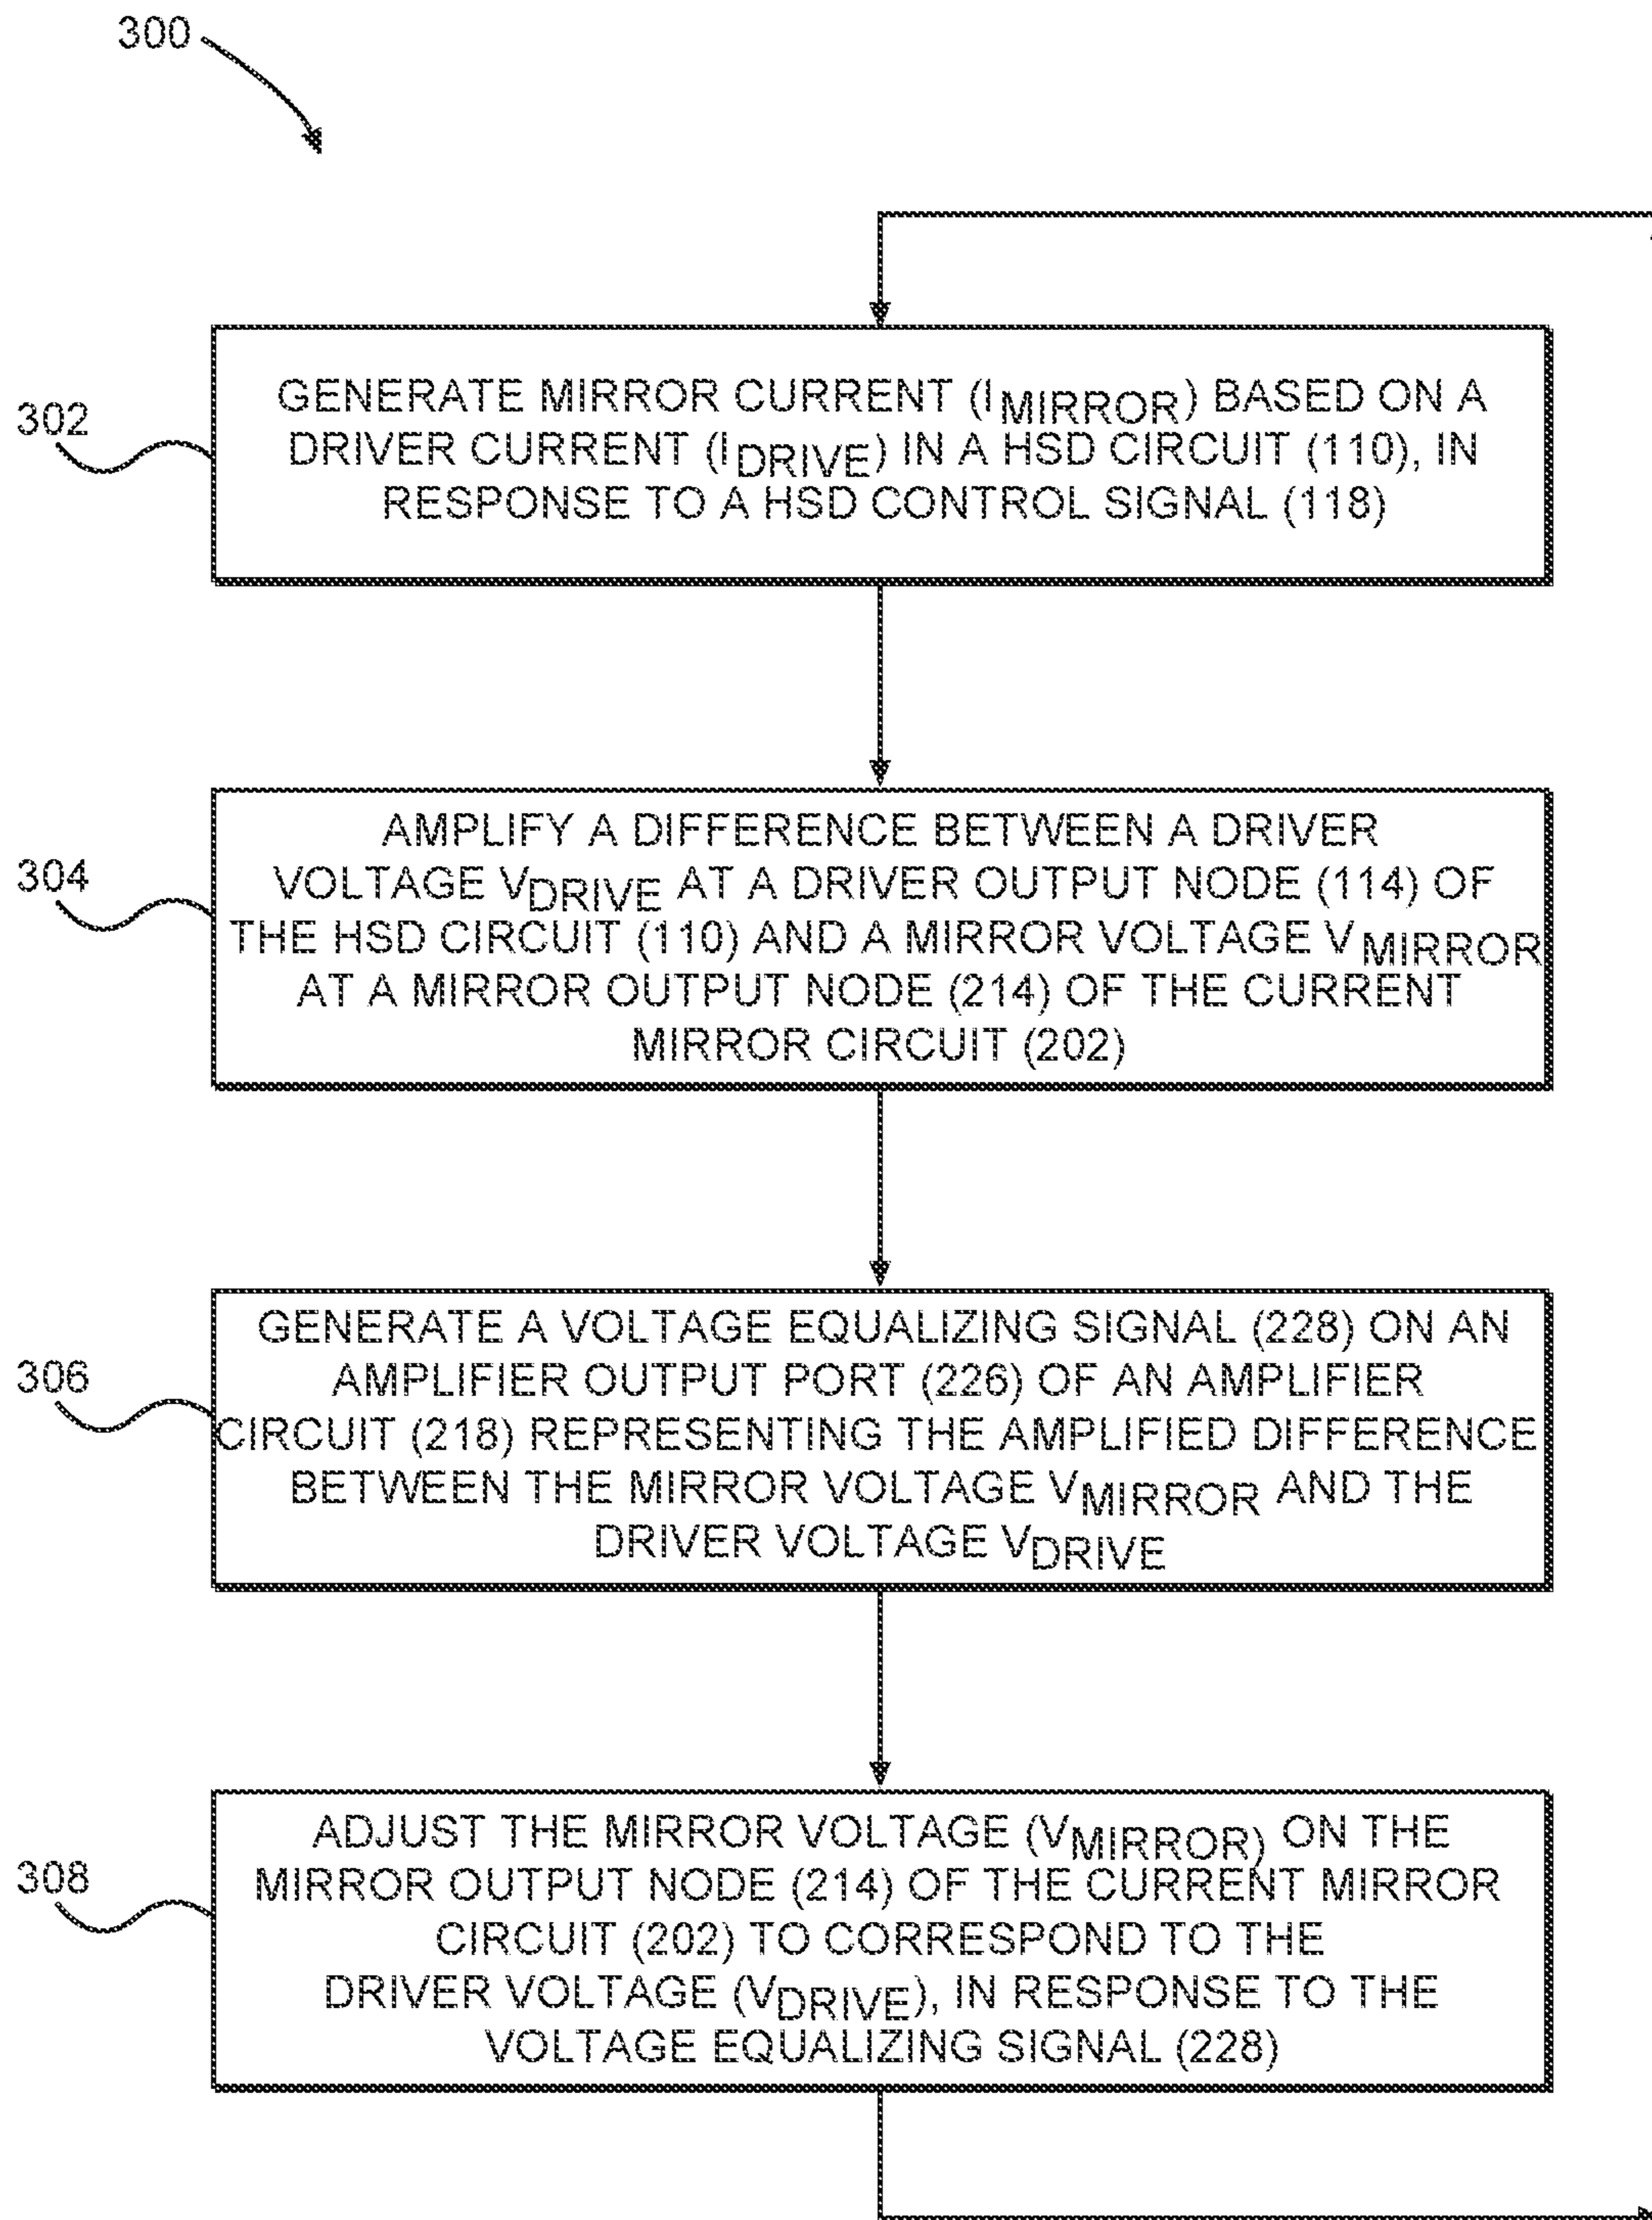 300
302
GENERATE MIRROR CURRENT (IMIRROR) BASED ON A
DRIVER CURRENT (IDRIVE) IN A HSD CIRCUIT (110), IN
RESPONSE TO A HSD CONTROL SIGNAL (118)
304
AMPLIFY A DIFFERENCE BETWEEN A DRIVER
VOLTAGE VDRIVE AT A DRIVER OUTPUT NODE (114) OF
THE HSD CIRCUIT (110) AND A MIRROR VOLTAGE VMIRROR
AT A MIRROR OUTPUT NODE (214) OF THE CURRENT
MIRROR CIRCUIT (202)
306
GENERATE A VOLTAGE EQUALIZING SIGNAL (228) ON AN
AMPLIFIER OUTPUT PORT (226) OF AN AMPLIFIER
CIRCUIT (218) REPRESENTING THE AMPLIFIED DIFFERENCE
BETWEEN THE MIRROR VOLTAGE VMIRROR AND THE
DRIVER VOLTAGE VDRIVE
308
ADJUST THE MIRROR VOLTAGE (VMIRROR) ON THE
MIRROR OUTPUT NODE (214) OF THE CURRENT MIRROR
CIRCUIT (202) TO CORRESPOND TO THE
DRIVER VOLTAGE (VDRIVE), IN RESPONSE TO THE
VOLTAGE EQUALIZING SIGNAL (228)